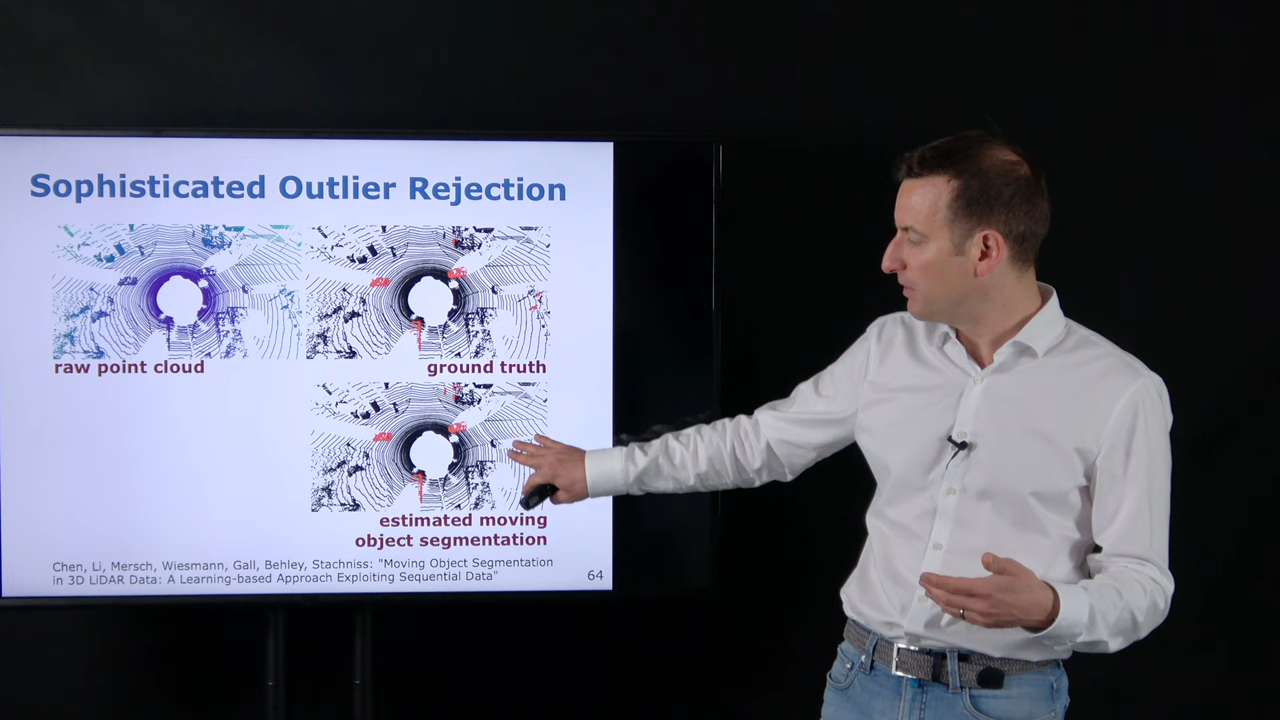 Sophisticated Outlier Rejection
raw point cloud
ground truth
estimated moving
object segmentation
Chen, Li, Mersch, Wiesmann, Gall, Behley, Stachniss: "Moving Object Segmentation
in 3D LiDAR Data: A Learning-based Approach Exploiting Sequential Data"
64